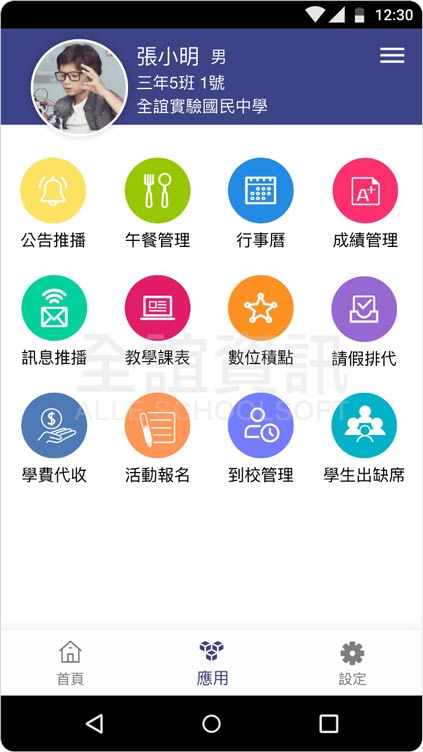 12:30
張小明 男
三年5班 1號
全誼實驗國民中學
公告推播 午餐管理 行事曆 成績管理
A+
訊息推播 教學課表 數位積點 請假排代
全誼資訊
ALLE SCHOOLSOFT
$
學費代收 活動報名 到校管理 學生出缺席
首頁 應用 設定